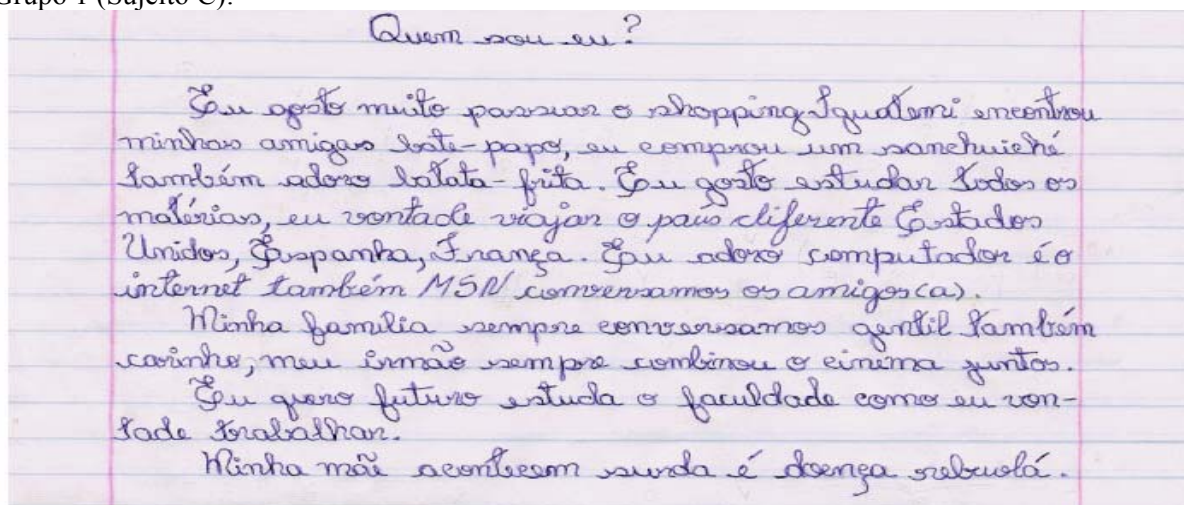 Grupo 1 (Sujeito C):
Quem sou eu?
Eu gosto muito passear o shopping Iguatemi encontrou
minhas amigas bate-papo, eu comprou um sanchuiché
também adoro batata-frita. Eu gosto estudar todos os
matérias, eu vontade viajar o país diferente Estados
Unidos, Espanha, França. Eu adoro computador é o
internet também MSN conversamos os amigos(a).
Minha família sempre conversamos gentil também
carinho, meu irmão sempre combinou o cinema juntos.
Eu quero futuro estuda o faculdade como eu von-
tade trabalhar.
Minha mãe acontecem surda é doença rebuolá.